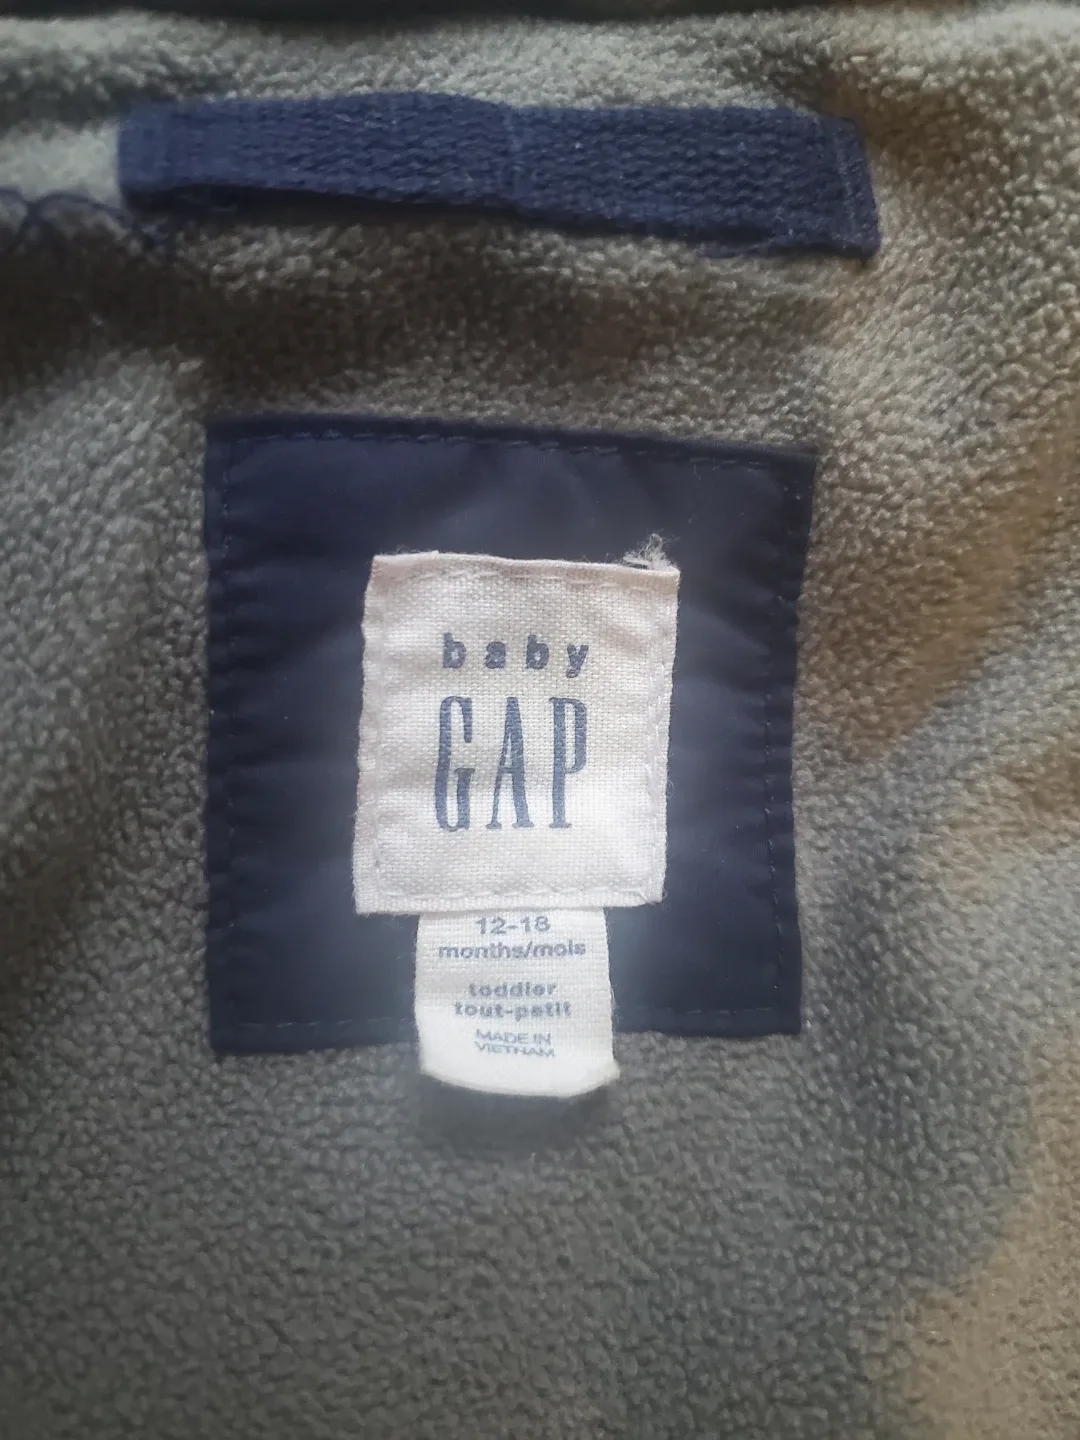 baby
GAP
12-18
months/mois
toddler
tout-petit
MADE IN
VIETNAM